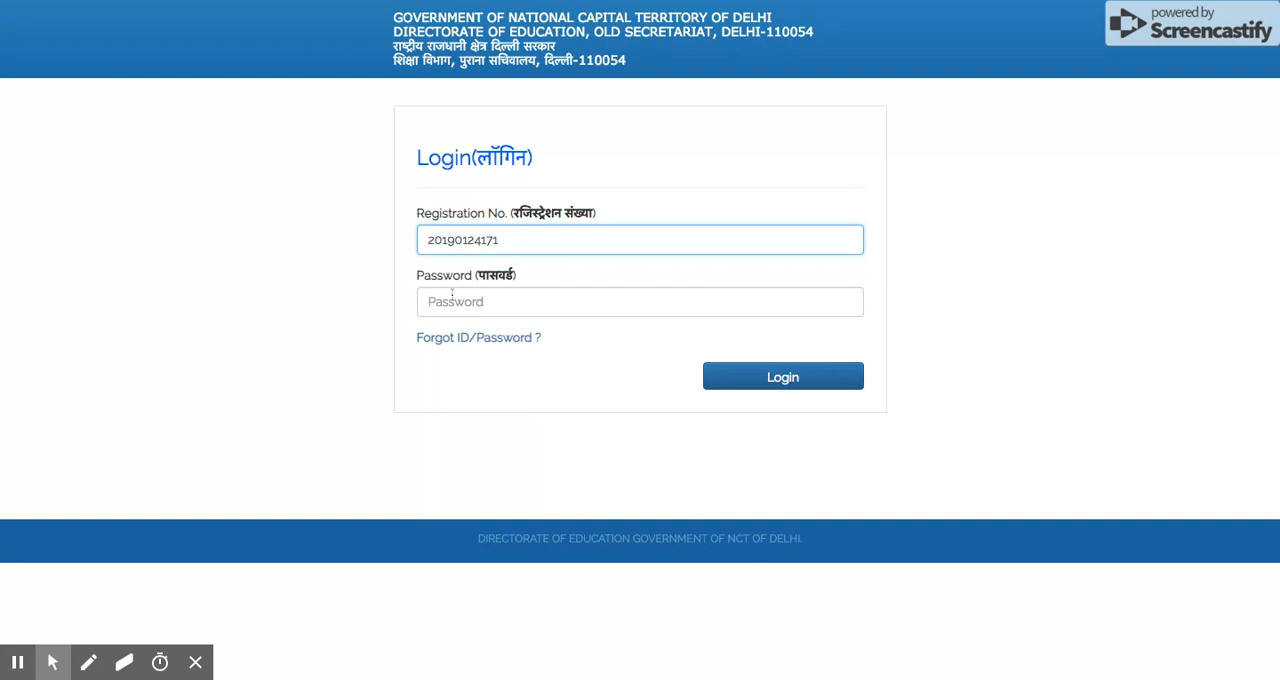 GOVERNMENT OF NATIONAL CAPITAL TERRITORY OF DELHI
DIRECTORATE OF EDUCATION, OLD SECRETARIAT, DELHI-110054
राष्ट्रीय राजधानी क्षेत्र दिल्ली सरकार
शिक्षा विभाग, पुराना सचिवालय, दिल्ली-110054
powered by
Screencastify
Login(लॉगिन)
Registration No. (रजिस्ट्रेशन संख्या)
20190124171
Password (पासवर्ड)
Password
Forgot ID/Password ?
Login
DIRECTORATE OF EDUCATION GOVERNMENT OF NCT OF DELHI.